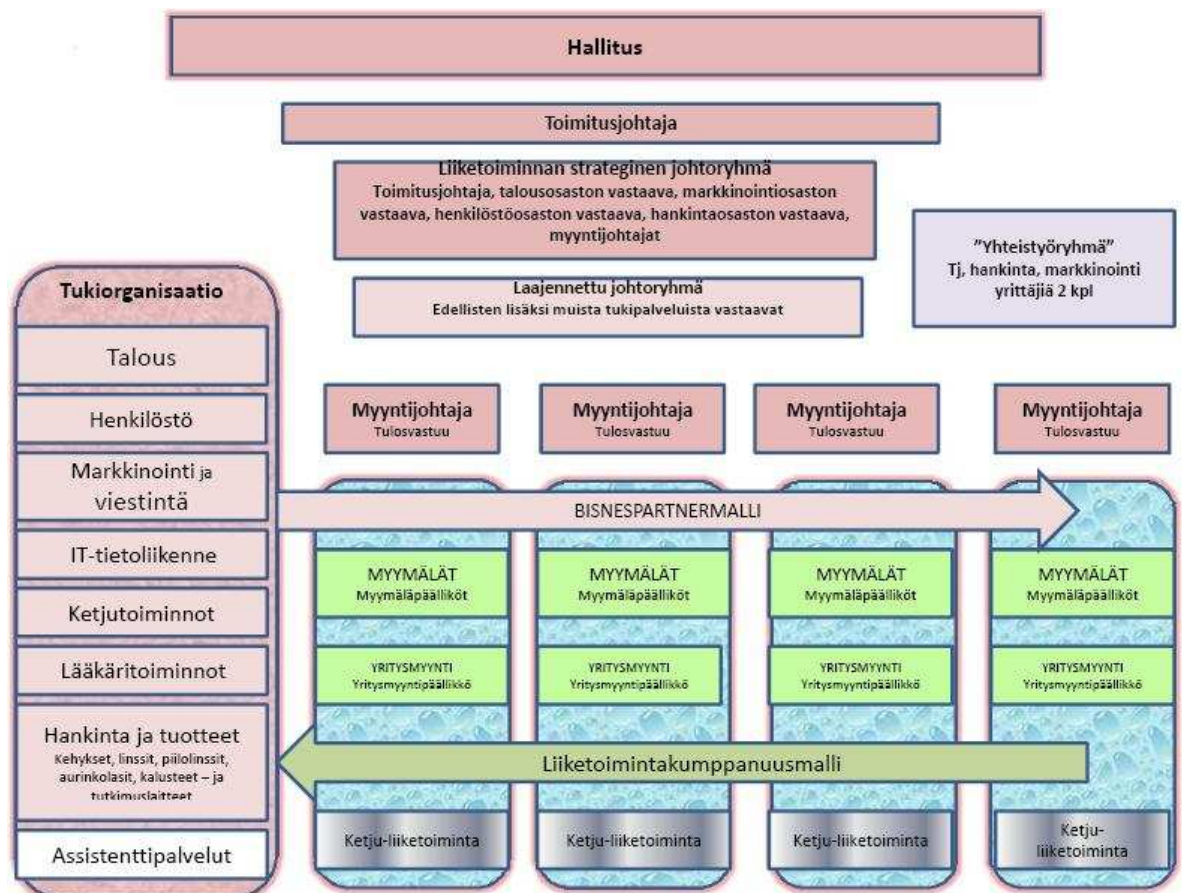 Hallitus
Toimitusjohtaja
Liiketoiminnan strateginen johtoryhmä
Toimitusjohtaja, talousosaston vastaava, markkinointiosaston
vastaava, henkilöstöosaston vastaava, hankintaosaston vastaava,
myyntijohtajat
"Yhteistyöryhmä"
Tj, hankinta, markkinointi
yrittäjiä 2 kpl
Laajennettu johtoryhmä
Edellisten lisäksi muista tukipalveluista vastaavat
Tukiorganisaatio
Talous
Henkilöstö
Markkinointi ja
viestintä
IT-tietoliikenne
Ketjutoiminnot
Lääkäritoiminnot
Hankinta ja tuotteet
Kehykset, linssit, piilolinssit,
aurinkolasit, kalusteet – ja
tutkimuslaitteet
Assistenttipalvelut
Myyntijohtaja
Tulosvastuu
Myyntijohtaja
Tulosvastuu
Myyntijohtaja
Tulosvastuu
Myyntijohtaja
Tulosvastuu
BISNESPARTNERMALLI
MYYMÄLÄT
Myymäläpäälliköt
MYYMÄLÄT
Myymäläpäälliköt
MYYMÄLÄT
Myymäläpäälliköt
MYYMÄLÄT
Myymäläpäälliköt
YRITYSMYYNTI
Yritysmyyntipäällikkö
YRITYSMYYNTI
Yritysmyyntipäällikkö
YRITYSMYYNTI
Yritysmyyntipäällikkö
YRITYSMYYNTI
Yritysmyyntipäällikkö
Liiketoimintakumppanuusmalli
Ketju-liiketoiminta
Ketju-liiketoiminta
Ketju-liiketoiminta
Ketju-
liiketoiminta